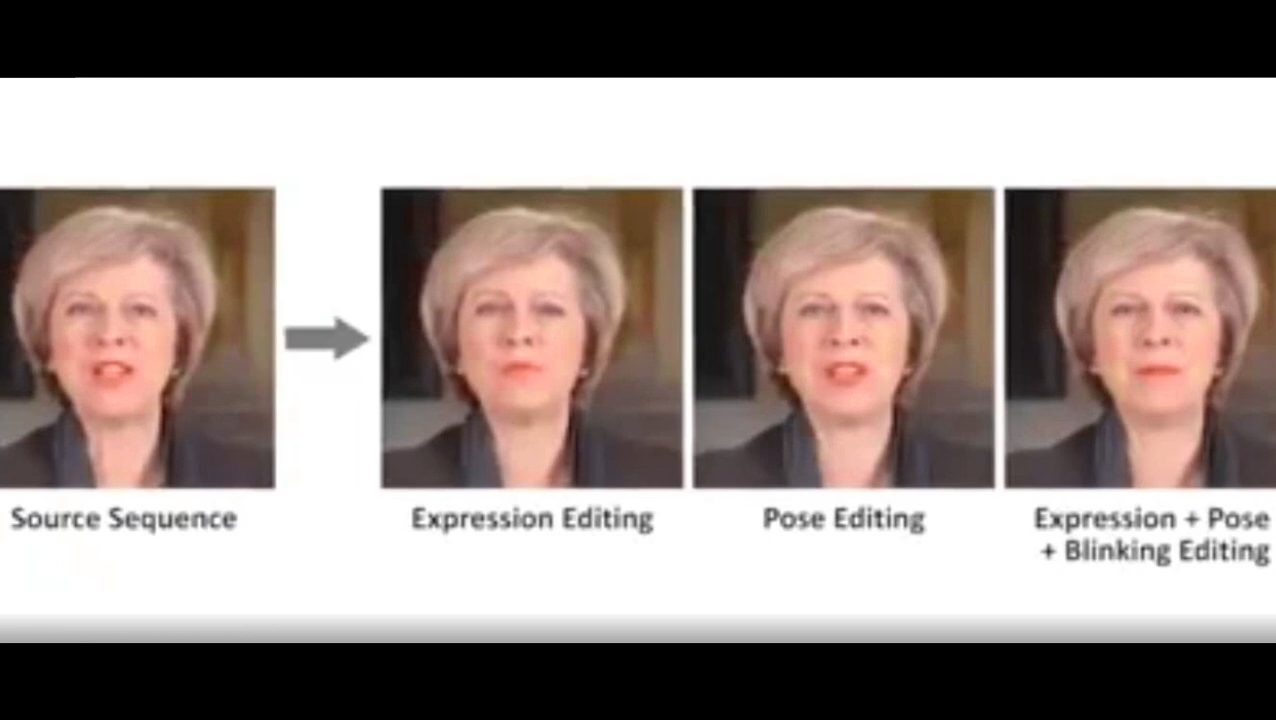 Source Sequence
Expression Editing
Pose Editing
Expression + Pose
+ Blinking Editing